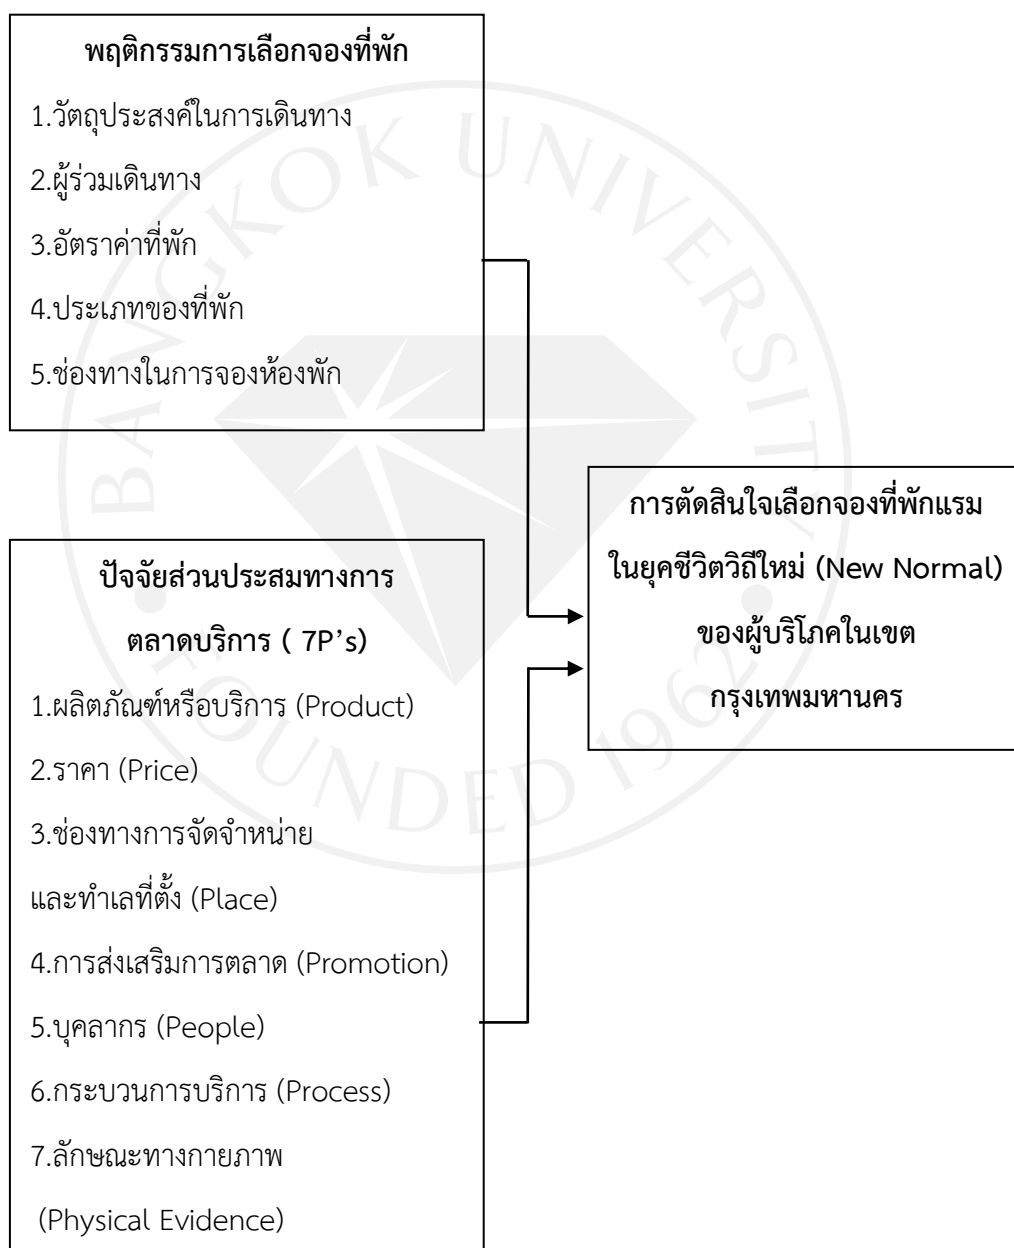 พฤติกรรมการเลือกจองที่พัก
1.วัตถุประสงค์ในการเดินทาง
2.ผู้ร่วมเดินทาง
3.อัตราค่าที่พัก
4.ประเภทของที่พัก
5.ช่องทางในการจองห้องพัก
ปัจจัยส่วนประสมทางการ
ตลาดบริการ ( 7P’s)
1.ผลิตภัณฑ์หรือบริการ (Product)
2.ราคา (Price)
3.ช่องทางการจัดจำหน่าย
และทำเลที่ตั้ง (Place)
4.การส่งเสริมการตลาด (Promotion)
5.บุคลากร (People)
6.กระบวนการบริการ (Process)
7.ลักษณะทางกายภาพ
(Physical Evidence)
การตัดสินใจเลือกจองที่พักแรม
ในยุคชีวิตวิถีใหม่ (New Normal)
ของผู้บริโภคในเขต
กรุงเทพมหานคร
BANGKOK UNIVERSITY
FOUNDED 1962